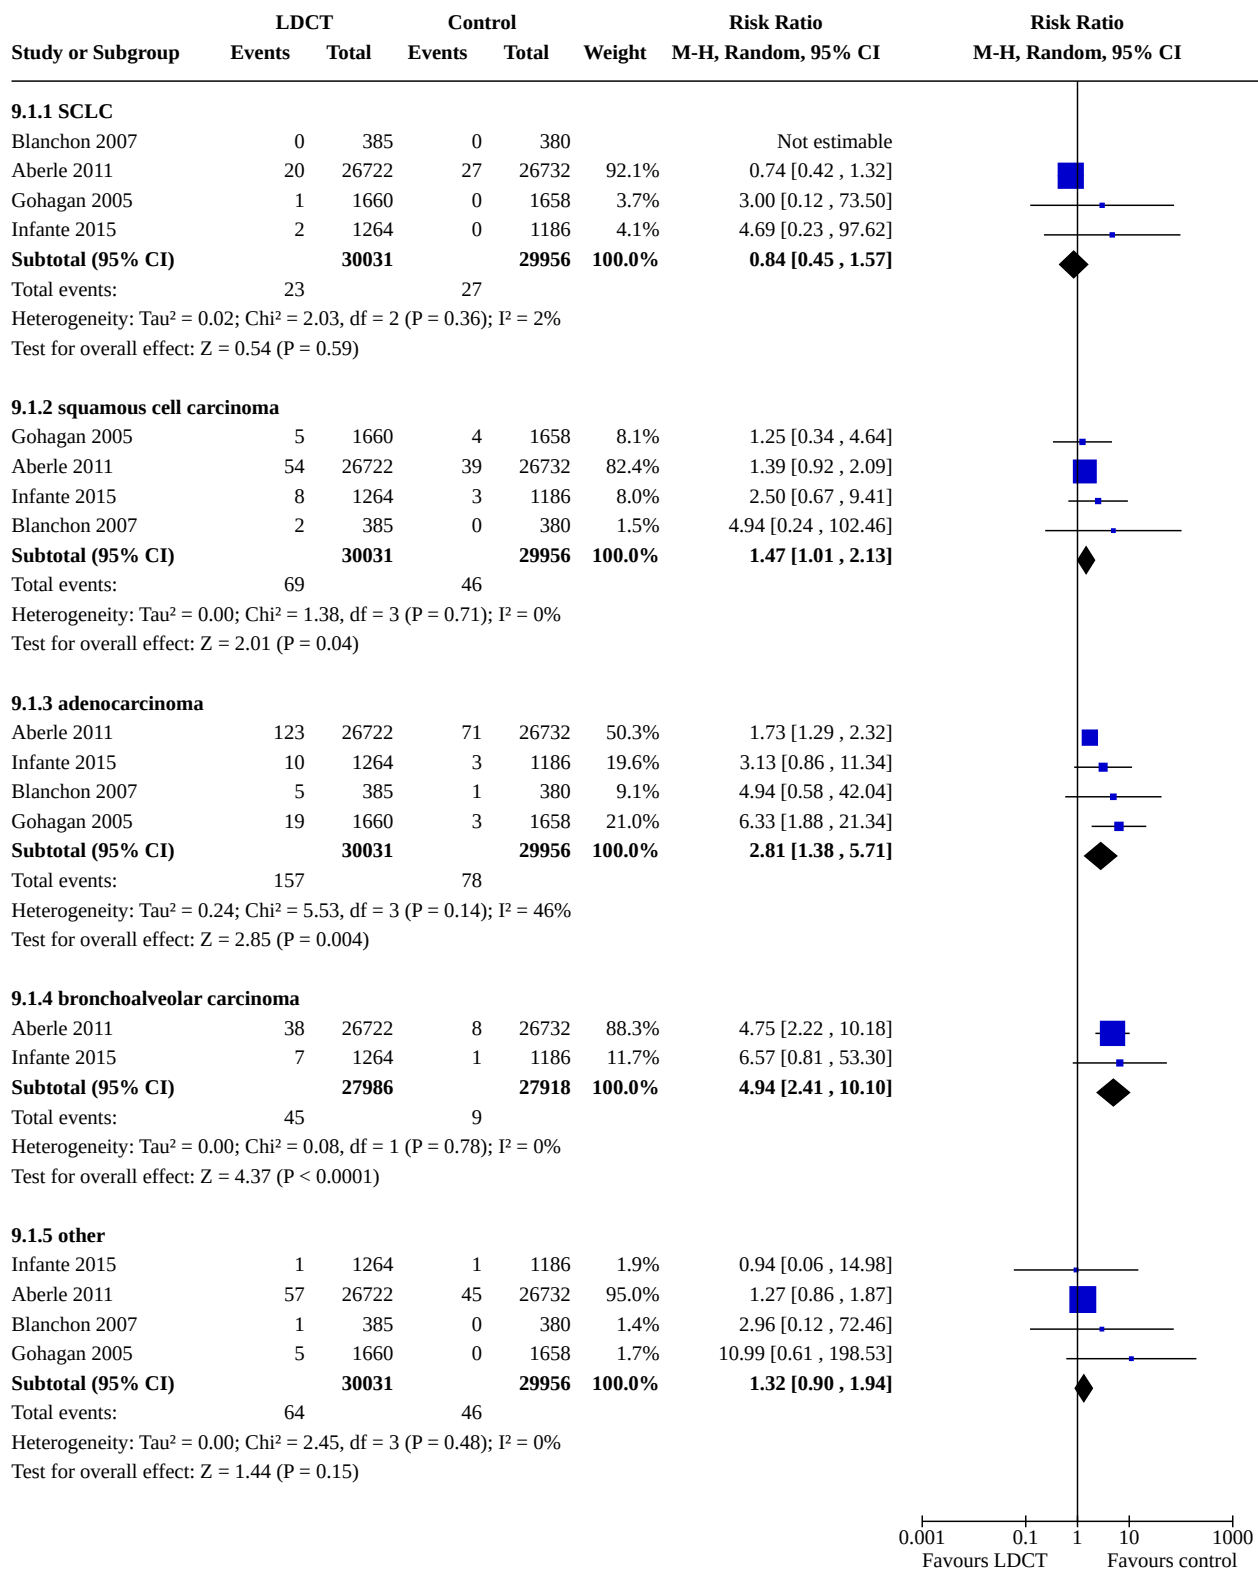 LDCT Control Risk Ratio Risk Ratio
Study or Subgroup Events Total Events Total Weight M-H, Random, 95% CI M-H, Random, 95% CI
9.1.1 SCLC
Blanchon 2007 0 385 0 380 Not estimable
Aberle 2011 20 26722 27 26732 92.1% 0.74 [0.42 , 1.32]
Gohagan 2005 1 1660 0 1658 3.7% 3.00 [0.12 , 73.50]
Infante 2015 2 1264 0 1186 4.1% 4.69 [0.23 , 97.62]
Subtotal (95% CI) 30031 29956 100.0% 0.84 [0.45 , 1.57]
Total events: 23 27
Heterogeneity: Tau² = 0.02; Chi² = 2.03, df = 2 (P = 0.36); I² = 2%
Test for overall effect: Z = 0.54 (P = 0.59)
9.1.2 squamous cell carcinoma
Gohagan 2005 5 1660 4 1658 8.1% 1.25 [0.34 , 4.64]
Aberle 2011 54 26722 39 26732 82.4% 1.39 [0.92 , 2.09]
Infante 2015 8 1264 3 1186 8.0% 2.50 [0.67 , 9.41]
Blanchon 2007 2 385 0 380 1.5% 4.94 [0.24 , 102.46]
Subtotal (95% CI) 30031 29956 100.0% 1.47 [1.01 , 2.13]
Total events: 69 46
Heterogeneity: Tau² = 0.00; Chi² = 1.38, df = 3 (P = 0.71); I² = 0%
Test for overall effect: Z = 2.01 (P = 0.04)
9.1.3 adenocarcinoma
Aberle 2011 123 26722 71 26732 50.3% 1.73 [1.29 , 2.32]
Infante 2015 10 1264 3 1186 19.6% 3.13 [0.86 , 11.34]
Blanchon 2007 5 385 1 380 9.1% 4.94 [0.58 , 42.04]
Gohagan 2005 19 1660 3 1658 21.0% 6.33 [1.88 , 21.34]
Subtotal (95% CI) 30031 29956 100.0% 2.81 [1.38 , 5.71]
Total events: 157 78
Heterogeneity: Tau² = 0.24; Chi² = 5.53, df = 3 (P = 0.14); I² = 46%
Test for overall effect: Z = 2.85 (P = 0.004)
9.1.4 bronchoalveolar carcinoma
Aberle 2011 38 26722 8 26732 88.3% 4.75 [2.22 , 10.18]
Infante 2015 7 1264 1 1186 11.7% 6.57 [0.81 , 53.30]
Subtotal (95% CI) 27986 27918 100.0% 4.94 [2.41 , 10.10]
Total events: 45 9
Heterogeneity: Tau² = 0.00; Chi² = 0.08, df = 1 (P = 0.78); I² = 0%
Test for overall effect: Z = 4.37 (P < 0.0001)
9.1.5 other
Infante 2015 1 1264 1 1186 1.9% 0.94 [0.06 , 14.98]
Aberle 2011 57 26722 45 26732 95.0% 1.27 [0.86 , 1.87]
Blanchon 2007 1 385 0 380 1.4% 2.96 [0.12 , 72.46]
Gohagan 2005 5 1660 0 1658 1.7% 10.99 [0.61 , 198.53]
Subtotal (95% CI) 30031 29956 100.0% 1.32 [0.90 , 1.94]
Total events: 64 46
Heterogeneity: Tau² = 0.00; Chi² = 2.45, df = 3 (P = 0.48); I² = 0%
Test for overall effect: Z = 1.44 (P = 0.15)
0.001 0.1 1 10 1000
Favours LDCT Favours control